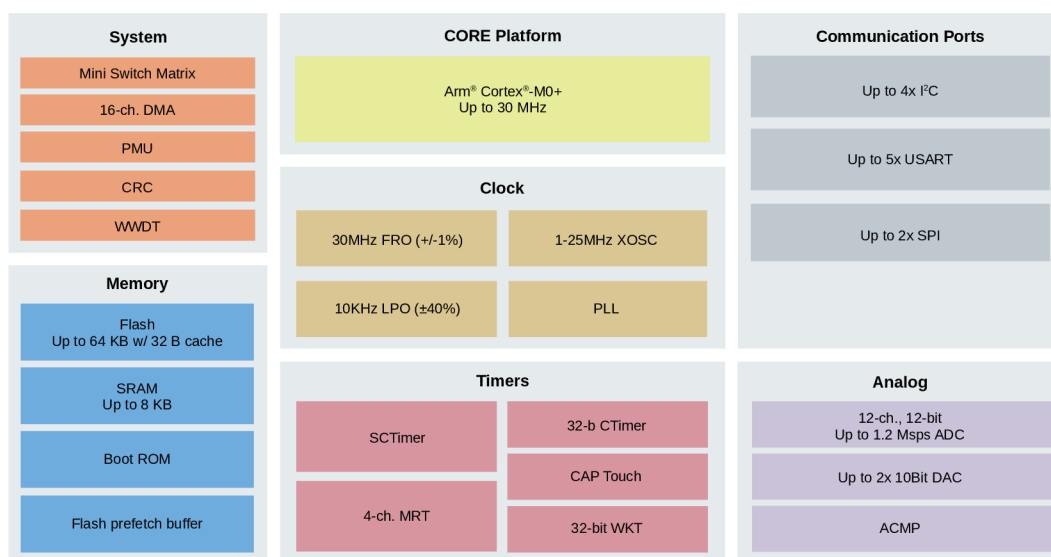 System
Mini Switch Matrix
16-ch. DMA
PMU
CRC
WWDT
Memory
Flash
Up to 64 KB w/ 32 B cache
SRAM
Up to 8 KB
Boot ROM
Flash prefetch buffer
CORE Platform
Arm® Cortex®-M0+
Up to 30 MHz
Clock
30MHz FRO (+/-1%)
1-25MHz XOSC
10KHz LPO (±40%)
PLL
Timers
SCTimer
4-ch. MRT
32-b CTimer
CAP Touch
32-bit WKT
Communication Ports
Up to 4x I²C
Up to 5x USART
Up to 2x SPI
Analog
12-ch., 12-bit
Up to 1.2 Msps ADC
Up to 2x 10Bit DAC
ACMP